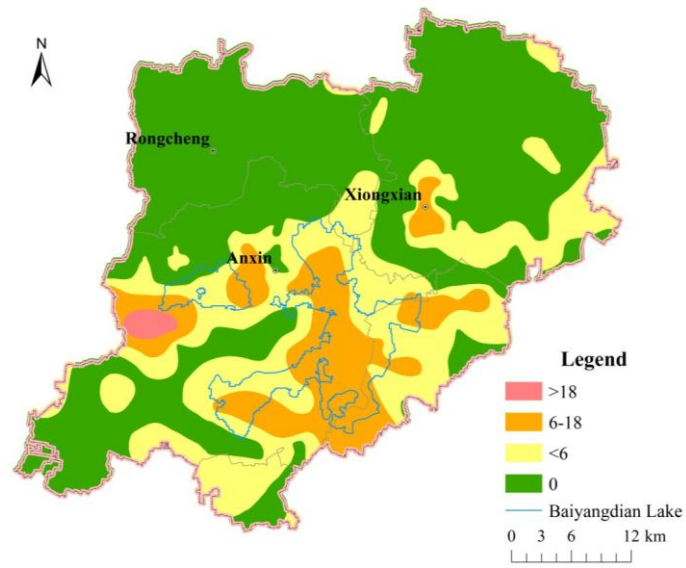 N
Rongcheng
Xiongxian
Anxin
Legend
>18
6-18
<6
0
Baiyangdian Lake
0 3 6 12 km